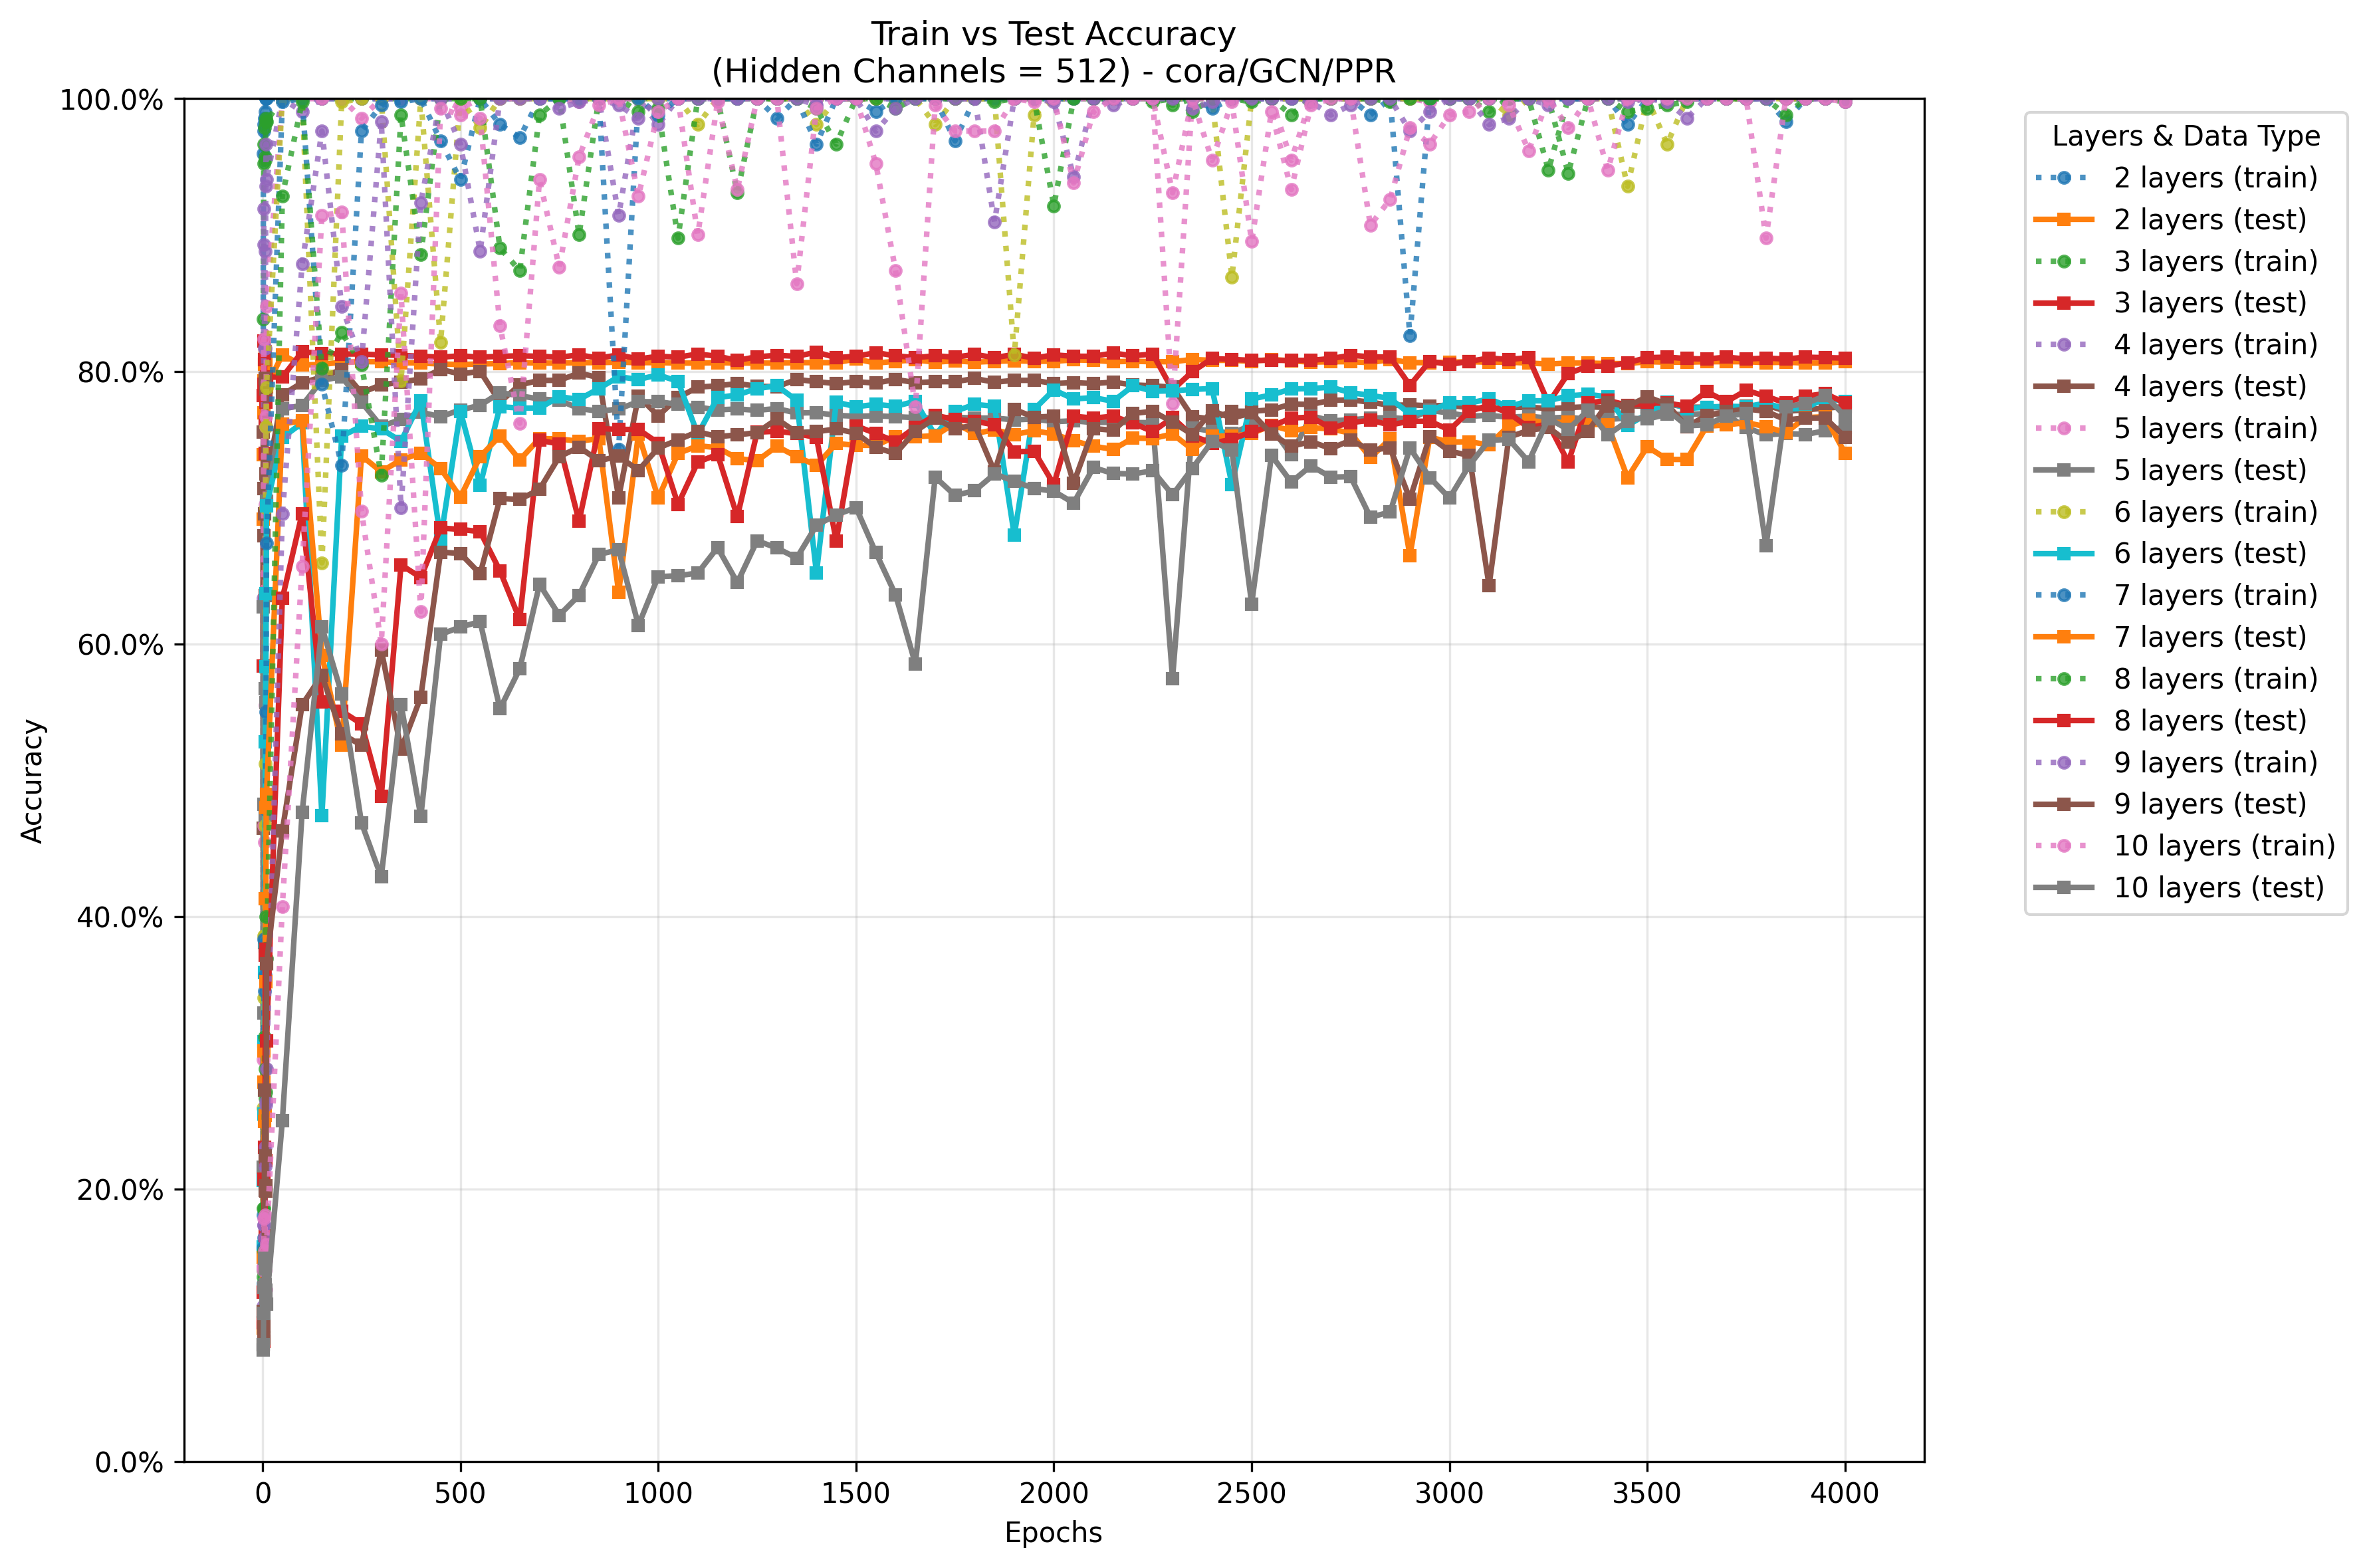 Train vs Test Accuracy
(Hidden Channels = 512) - cora/GCN/PPR
100.0%
80.0%
60.0%
40.0%
20.0%
0.0%
Accuracy
0
500
1000
1500
2000
2500
3000
3500
4000
Epochs
Layers & Data Type
2 layers (train)
2 layers (test)
3 layers (train)
3 layers (test)
4 layers (train)
4 layers (test)
5 layers (train)
5 layers (test)
6 layers (train)
6 layers (test)
7 layers (train)
7 layers (test)
8 layers (train)
8 layers (test)
9 layers (train)
9 layers (test)
10 layers (train)
10 layers (test)